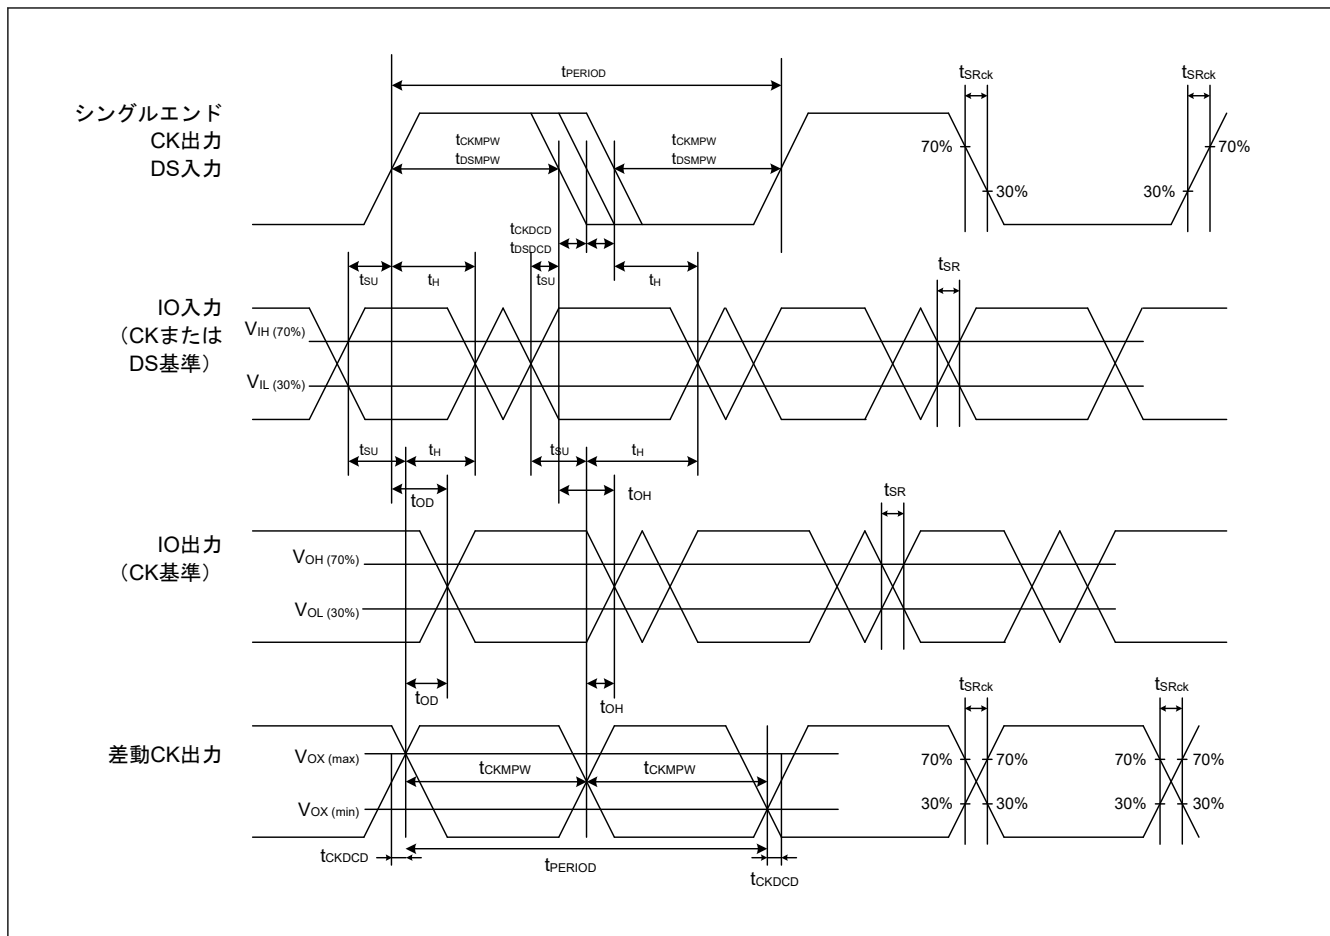 tPERIOD
tSRck
tSRck
シングルエンド
CK出力
DS入力
tCKMPW
tDSMPW
tCKMPW
tDSMPW
70%
30%
30%
70%
tCKDCD
tDSDCD
tSU
tH
tSU
tH
tSR
IO入力
(CKまたは
DS基準)
VIH (70%)
VIL (30%)
tSU
tH
tSU
tH
tOD
tOH
tSR
IO出力
(CK基準)
VOH (70%)
VOL (30%)
tOD
tOH
tSRck
tSRck
差動CK出力
VOX (max)
VOX (min)
tCKMPW
tCKMPW
70%
70%
70%
70%
30%
30%
30%
30%
tCKDCD
tPERIOD
tCKDCD